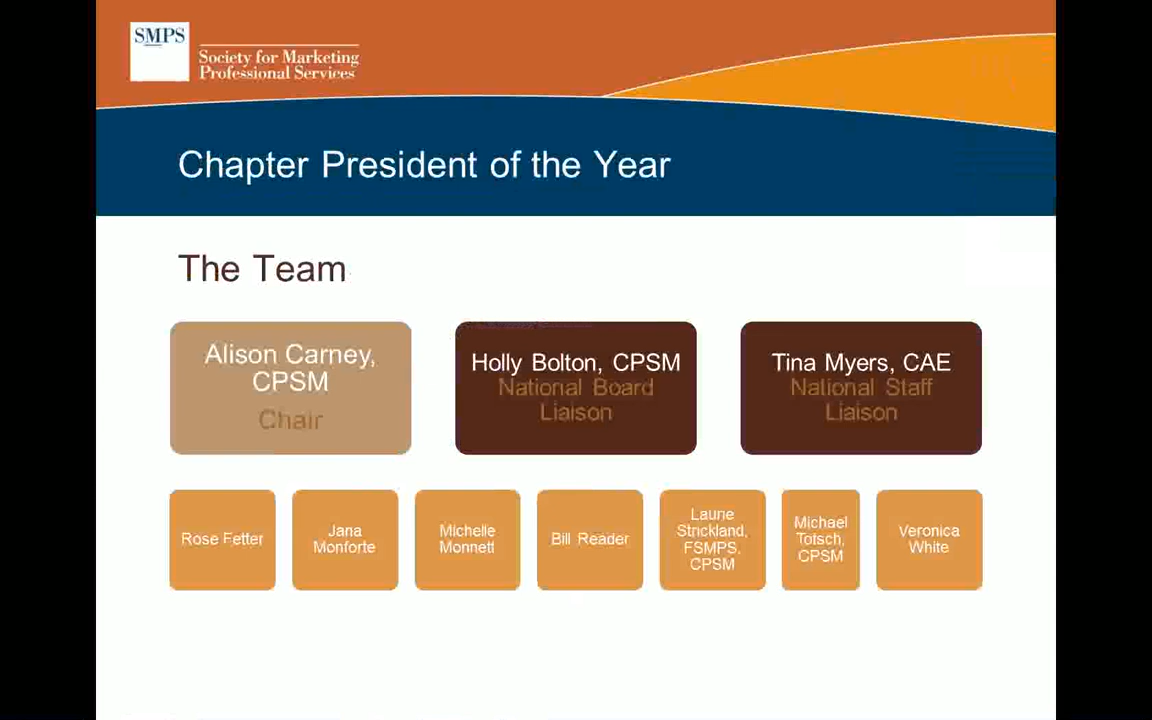 SMPS
Society for Marketing
Professional Services
Chapter President of the Year
The Team
Alison Carney,
CPSM
Chair
Holly Bolton, CPSM
National Board
Liaison
Tina Myers, CAE
National Staff
Liaison
Rose Fetter
Jana
Monforte
Michelle
Monnett
Bill Reader
Laurie
Strickland,
FSMPS,
CPSM
Michael
Totsch,
CPSM
Veronica
White